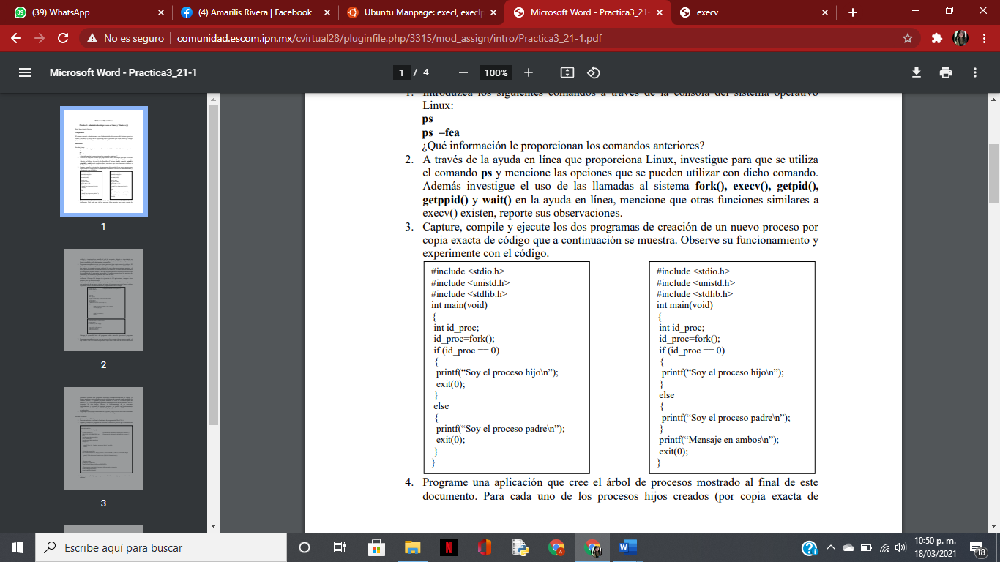 (39) WhatsApp
(4) Amarilis Rivera | Facebook
Ubuntu Manpage: execl, execlp
Microsoft Word - Practica3_21-
execv
No es seguro
comunidad.escom.ipn.mx/cvirtual28/pluginfile.php/3315/mod_assign/intro/Practica3_21-1.pdf
Microsoft Word - Practica3_21-1
1 / 4
100%
1
2
3
1. Introduzca los siguientes comandos a través de la consola del sistema operativo
Linux:
ps
ps –fea
¿Qué información le proporcionan los comandos anteriores?
2. A través de la ayuda en línea que proporciona Linux, investigue para que se utiliza
el comando ps y mencione las opciones que se pueden utilizar con dicho comando.
Además investigue el uso de las llamadas al sistema fork(), execv(), getpid(),
getppid() y wait() en la ayuda en línea, mencione que otras funciones similares a
execv() existen, reporte sus observaciones.
3. Capture, compile y ejecute los dos programas de creación de un nuevo proceso por
copia exacta de código que a continuación se muestra. Observe su funcionamiento y
experimente con el código.
#include <stdio.h>
#include <unistd.h>
#include <stdlib.h>
int main(void)
{
int id_proc;
id_proc=fork();
if (id_proc == 0)
{
printf(“Soy el proceso hijo\n”);
exit(0);
}
else
{
printf(“Soy el proceso padre\n”);
exit(0);
}
}
#include <stdio.h>
#include <unistd.h>
#include <stdlib.h>
int main(void)
{
int id_proc;
id_proc=fork();
if (id_proc == 0)
{
printf(“Soy el proceso hijo\n”);
}
else
{
printf(“Soy el proceso padre\n”);
}
printf(“Mensaje en ambos\n”);
exit(0);
}
4. Programe una aplicación que cree el árbol de procesos mostrado al final de este
documento. Para cada uno de los procesos hijos creados (por copia exacta de
Escribe aquí para buscar
10:50 p. m.
18/03/2021
18